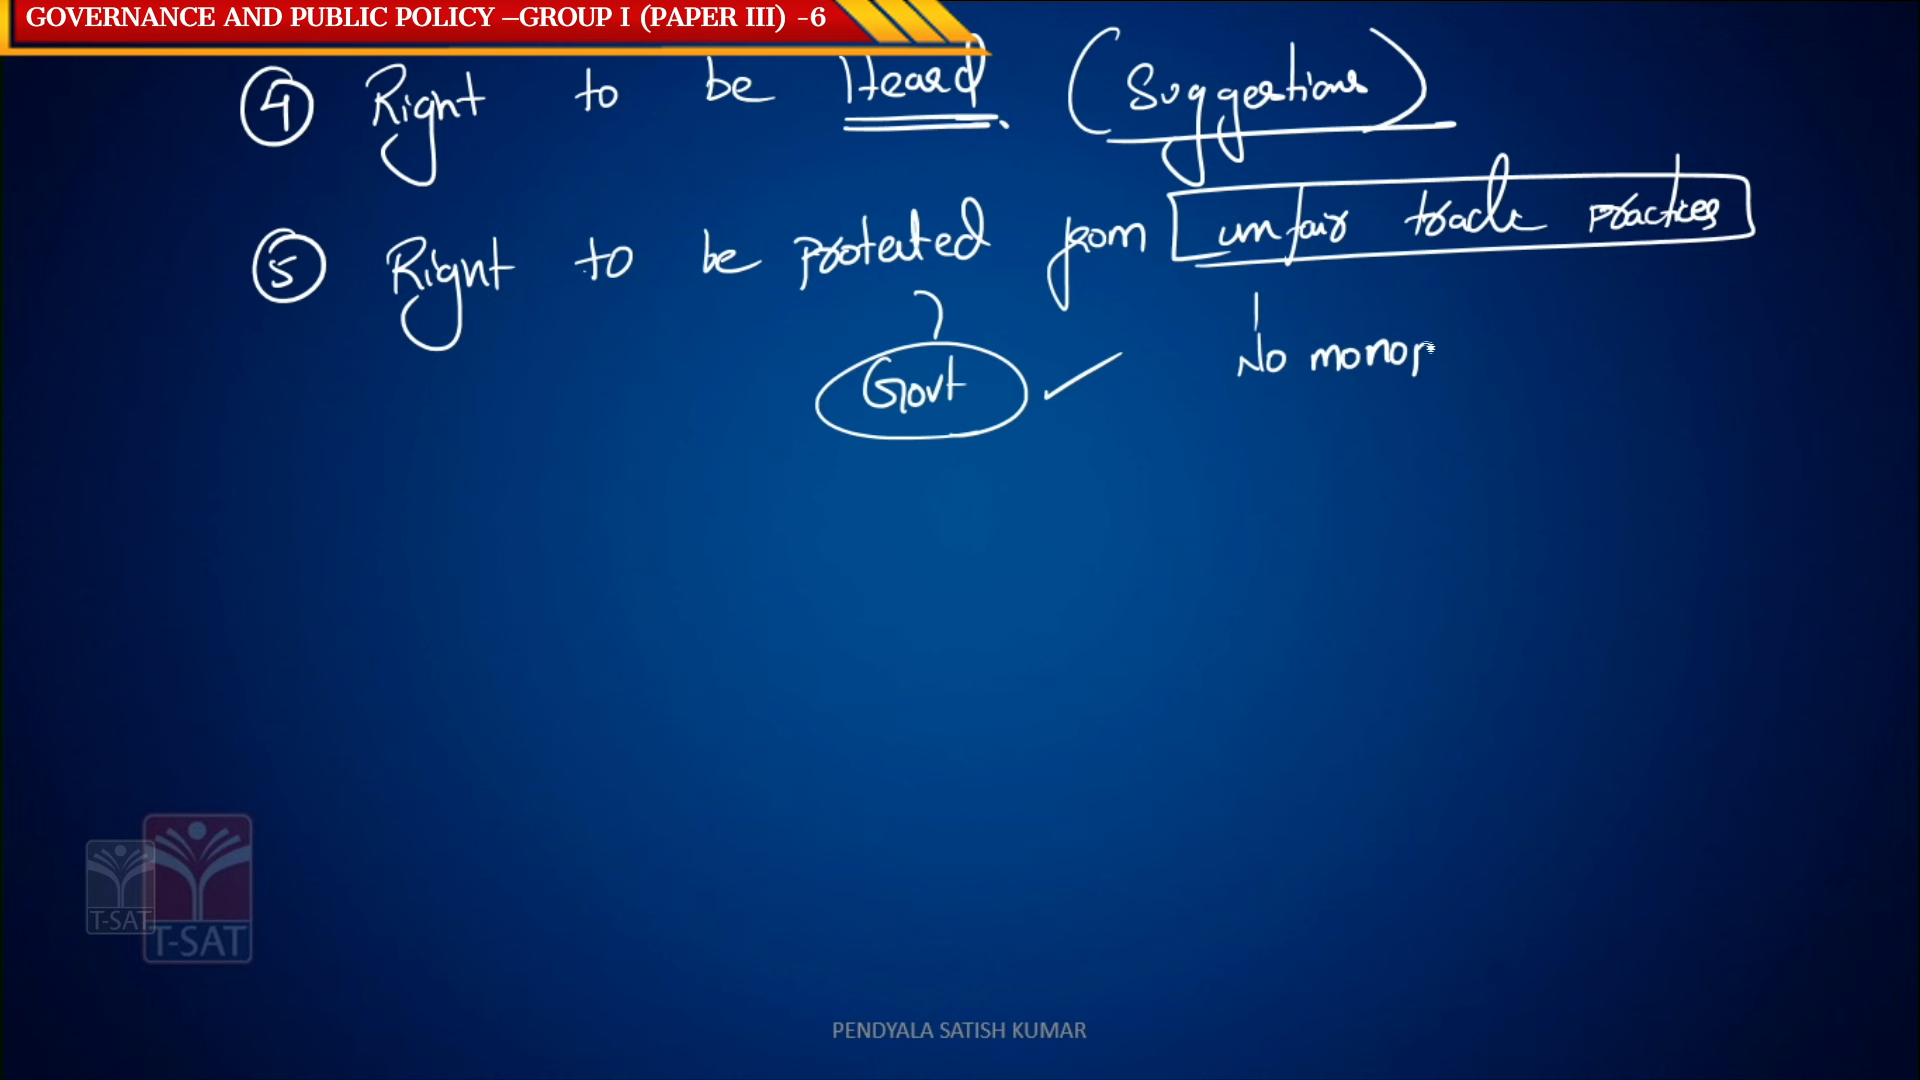 GOVERNANCE AND PUBLIC POLICY –GROUP I (PAPER III) -6
4 Right to be Heard. (Suggestions)
5 Right to be protected from unfair trade practices
Govt
No monop
T-SAT
T-SAT
PENDYALA SATISH KUMAR